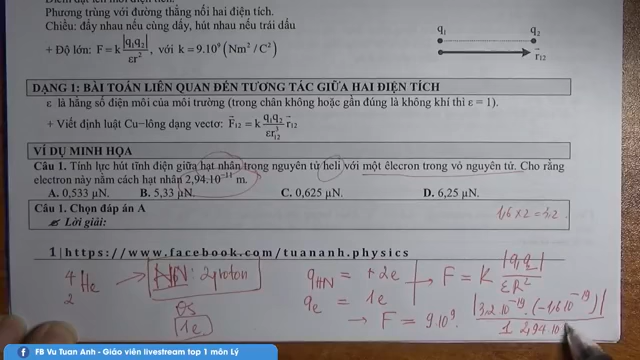 Phương trùng với đường thẳng nối hai điện tích.
Chiều: đẩy nhau nếu cùng dấu, hút nhau nếu trái dấu
+ Độ lớn: F = k |q₁q₂| / εr², với k = 9.10⁹ (Nm² / C²)
q₁ q₂
r⃗₁₂
DẠNG 1: BÀI TOÁN LIÊN QUAN ĐẾN TƯƠNG TÁC GIỮA HAI ĐIỆN TÍCH
ε là hằng số điện môi của môi trường (trong chân không hoặc gần đúng là không khí thì ε = 1).
+ Viết định luật Cu–lông dạng vectơ: F⃗₁₂ = k q₁q₂ / εr₁₂³ r⃗₁₂
VÍ DỤ MINH HỌA
Câu 1. Tính lực hút tĩnh điện giữa hạt nhân trong nguyên tử heli với một êlecron trong vỏ nguyên tử. Cho rằng
electron này nằm cách hạt nhân 2,94.10⁻¹¹ m.
A. 0,533 μN. B. 5,33 μN. C. 0,625 μN. D. 6,25 μN.
Câu 1. Chọn đáp án A
1,6 x 2 = 3,2.
Lời giải:
1 | https://www.facebook.com/tuananh.physics
⁴₂He → HN: 2proton
1e
q_HN = +2e
q_e = 1e
→ F = K |q₁q₂| / εR²
→ F = 9.10⁹. |3,2.10⁻¹⁹.(-1,6.10⁻¹⁹)| / 1 2,94.10
FB Vu Tuan Anh - Giáo viên livestream top 1 môn Lý